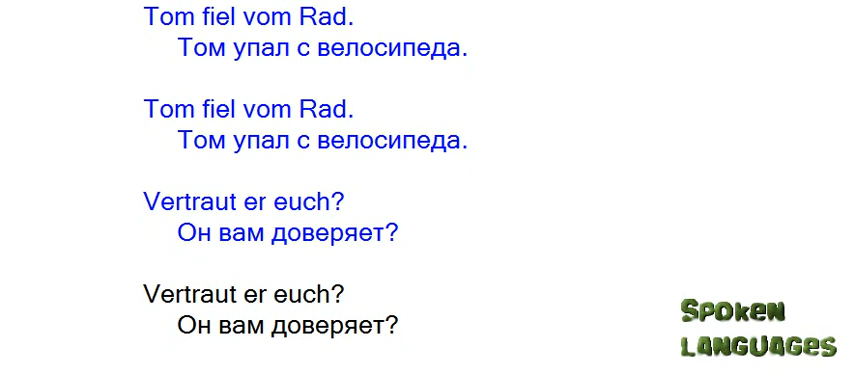 Tom fiel vom Rad.
Том упал с велосипеда.
Tom fiel vom Rad.
Том упал с велосипеда.
Vertraut er euch?
Он вам доверяет?
Vertraut er euch?
Он вам доверяет?
Spoken
Languages